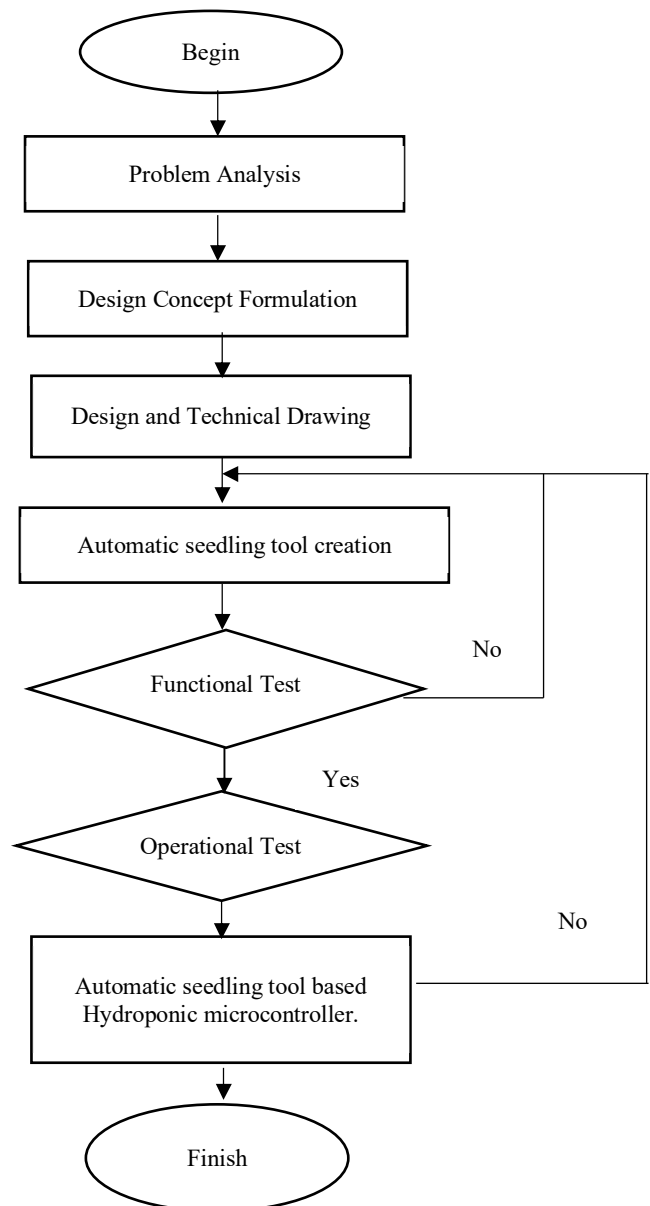 Begin
Problem Analysis
Design Concept Formulation
Design and Technical Drawing
Automatic seedling tool creation
No
Functional Test
Yes
Operational Test
No
Automatic seedling tool based
Hydroponic microcontroller.
Finish